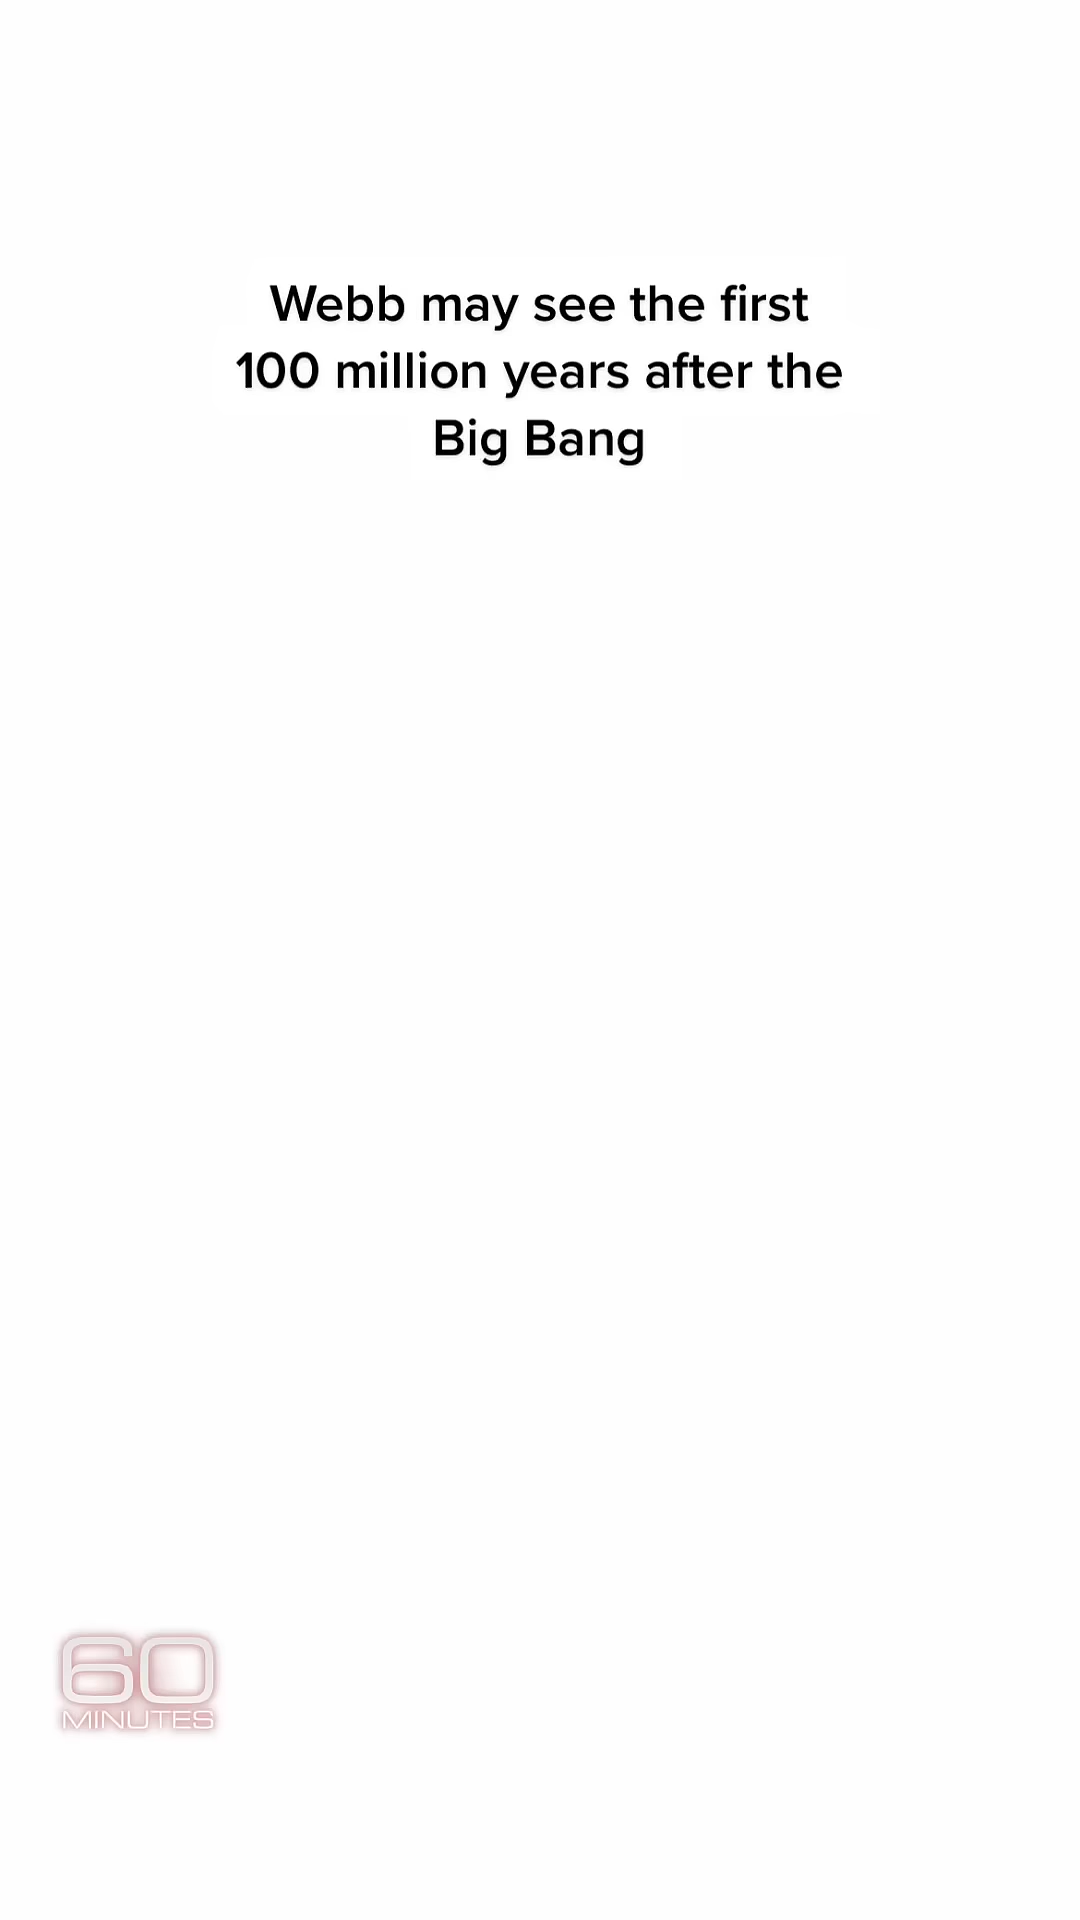 Webb may see the first
100 million years after the
Big Bang
60
MINUTES